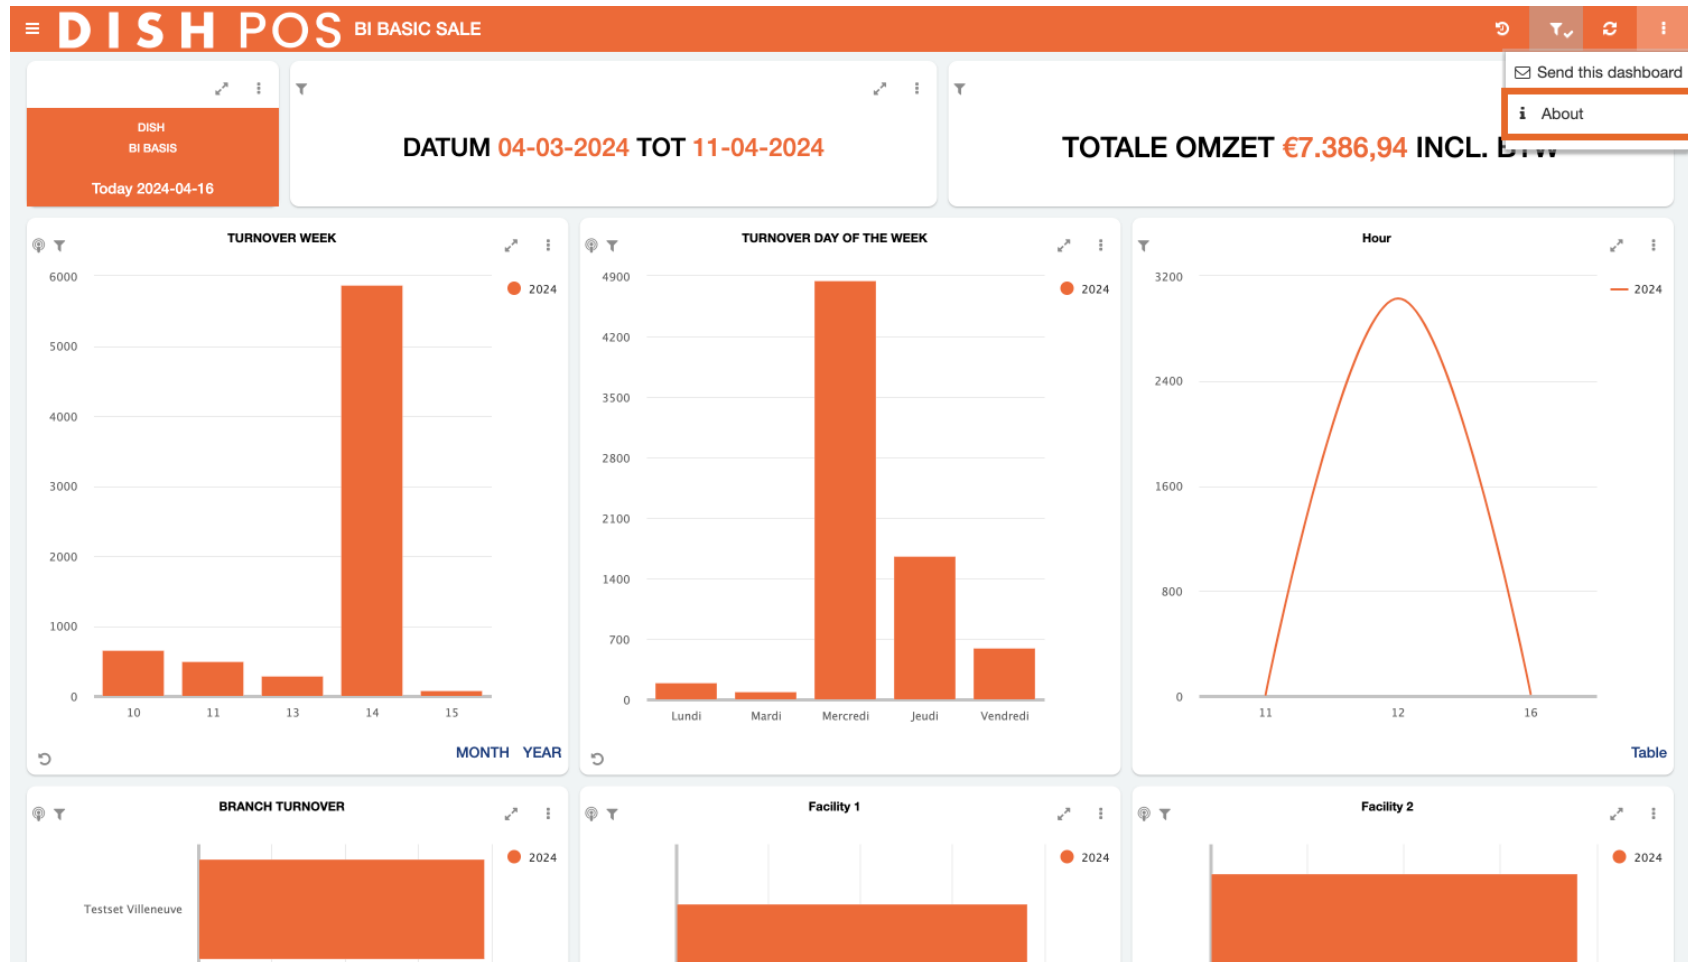 DISH POS BI BASIC SALE
Send this dashboard
About
DISH
BI BASIS
Today 2024-04-16
DATUM 04-03-2024 TOT 11-04-2024
TOTALE OMZET €7.386,94 INCL. BTW
TURNOVER WEEK
2024
6000
5000
4000
3000
2000
1000
0
10 11 13 14 15
MONTH YEAR
TURNOVER DAY OF THE WEEK
2024
4900
4200
3500
2800
2100
1400
700
0
Lundi Mardi Mercredi Jeudi Vendredi
Hour
2024
3200
2400
1600
800
0
11 12 16
Table
BRANCH TURNOVER
2024
Testset Villeneuve
Facility 1
2024
Facility 2
2024